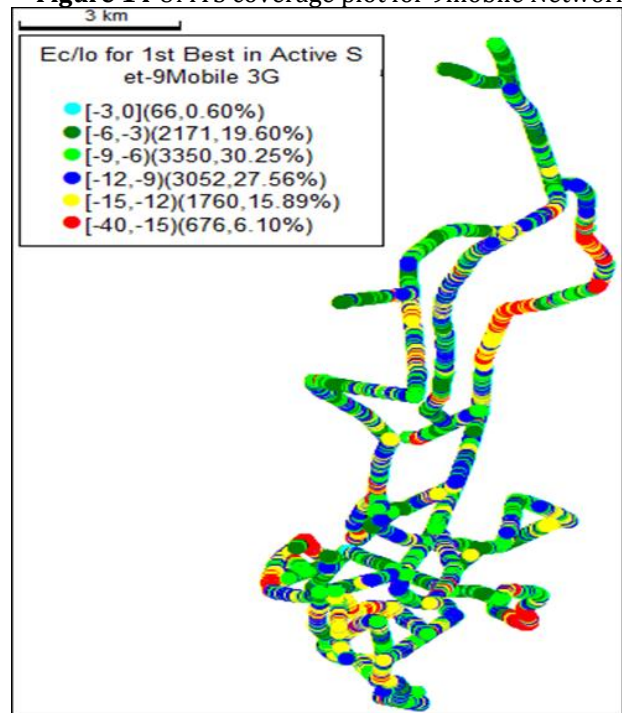 3 km
Ec/Io for 1st Best in Active S
et-9Mobile 3G
[-3,0](66,0.60%)
[-6,-3)(2171,19.60%)
[-9,-6)(3350,30.25%)
[-12,-9)(3052,27.56%)
[-15,-12)(1760,15.89%)
[-40,-15)(676,6.10%)